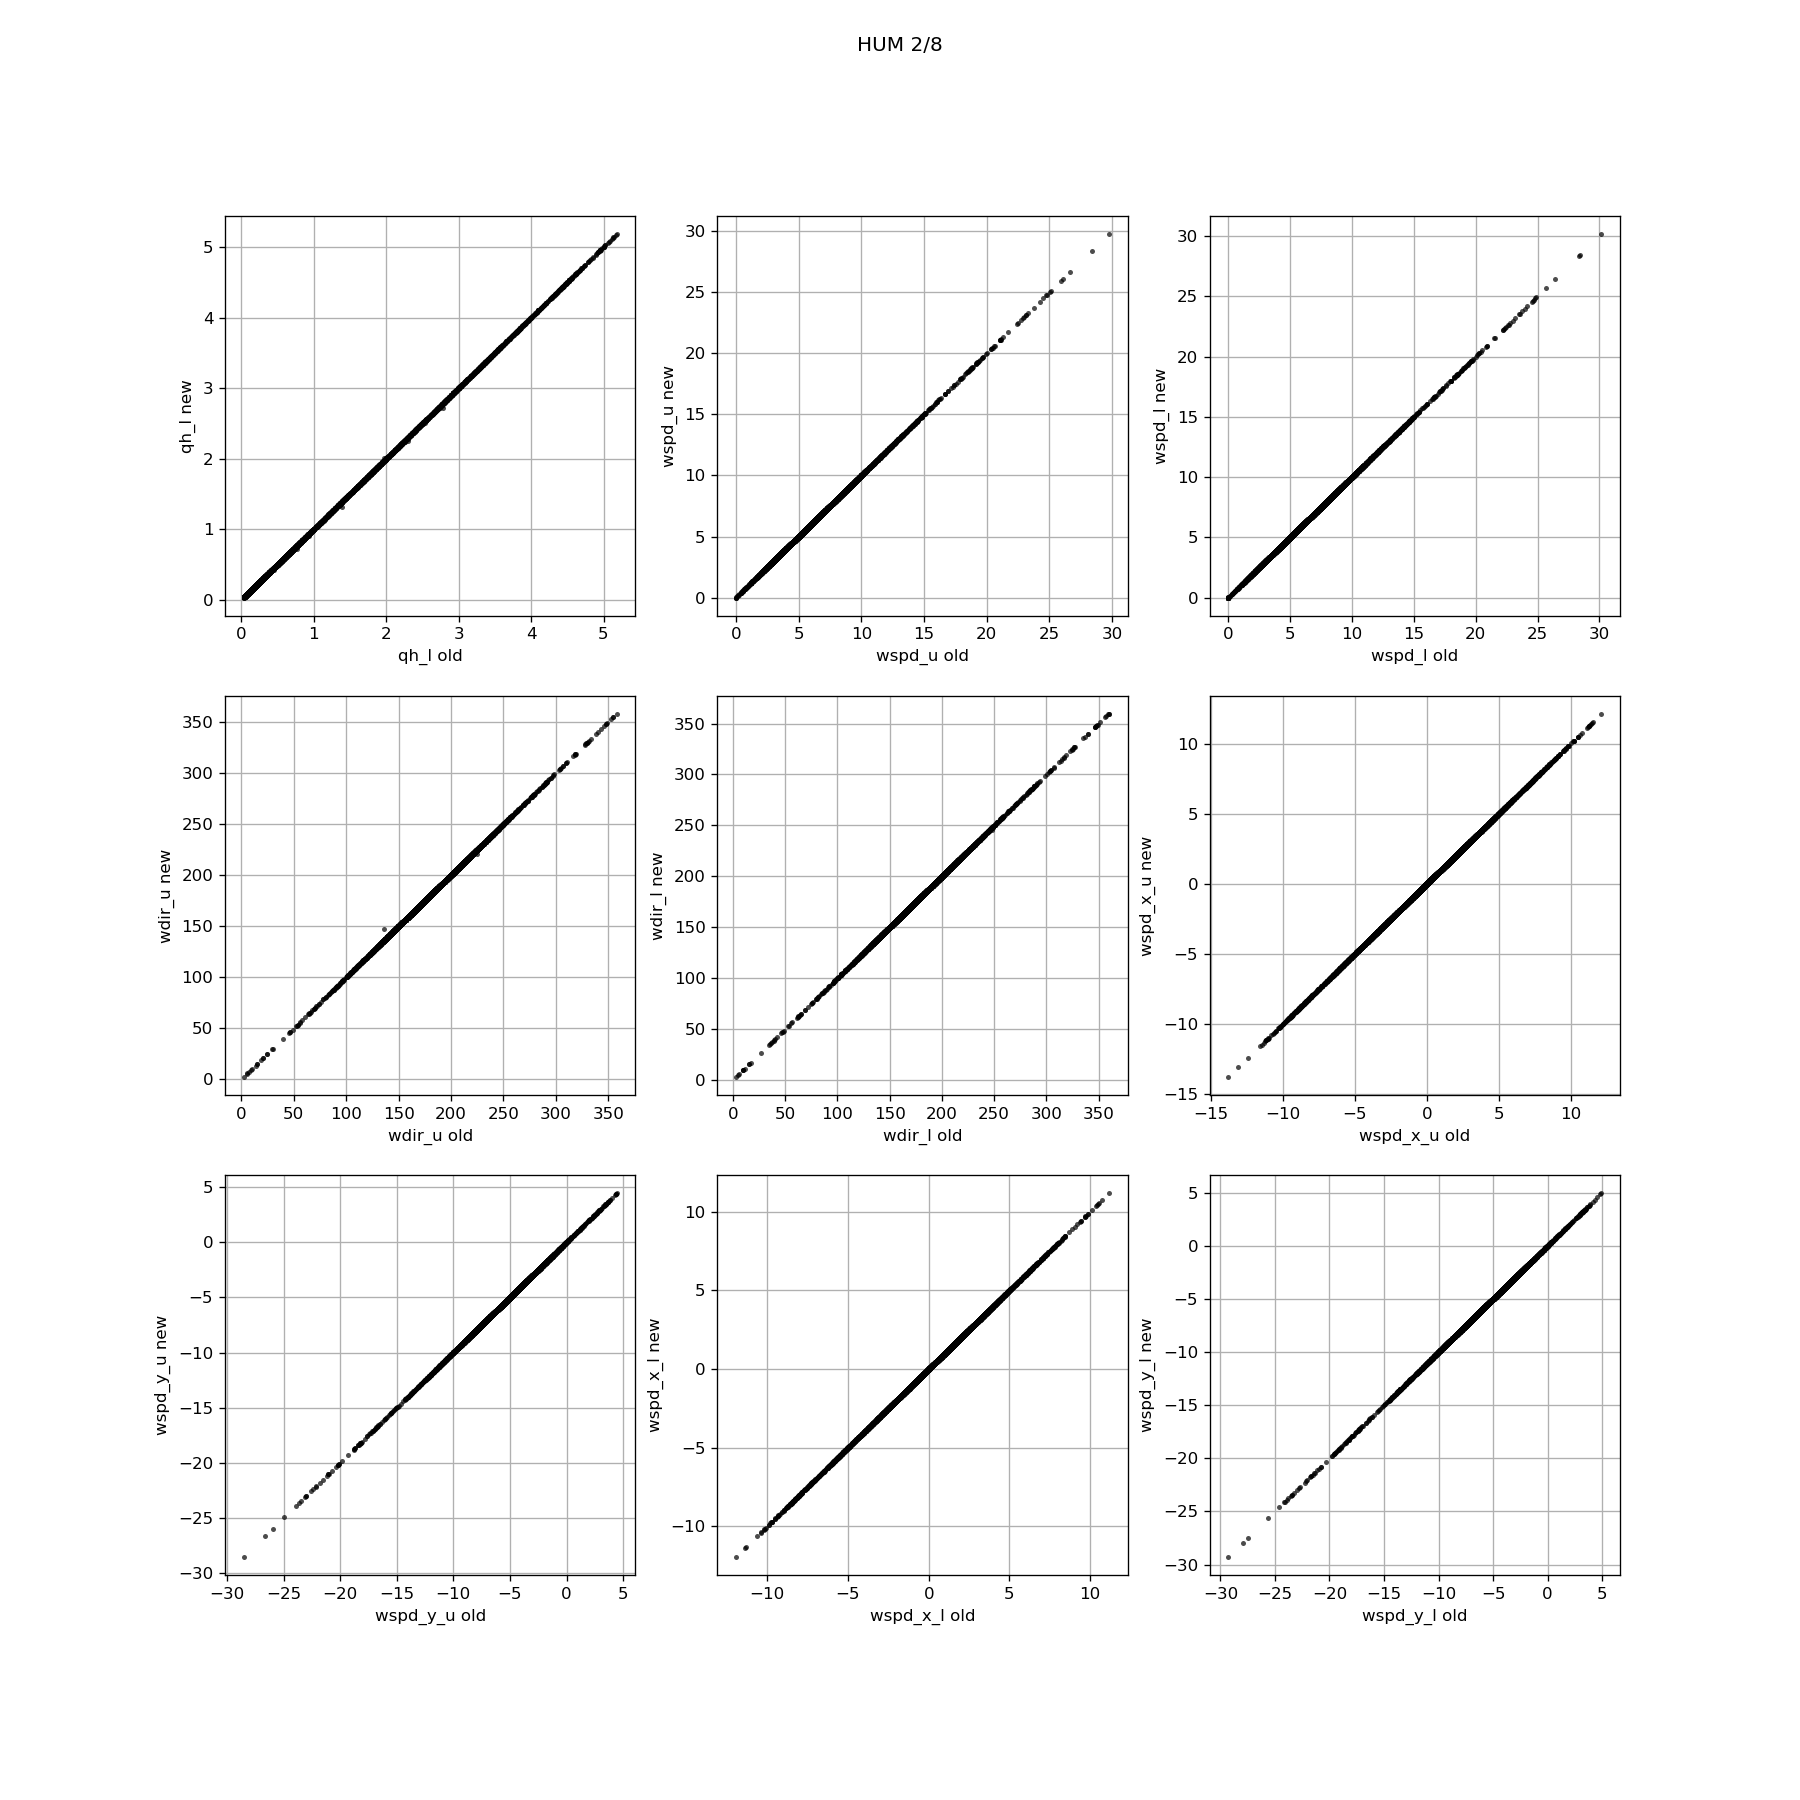 HUM 2/8
qh_l new
5
4
3
2
1
0
0 1 2 3 4 5
qh_l old
wspd_u new
30
25
20
15
10
5
0
0 5 10 15 20 25 30
wspd_u old
wspd_l new
30
25
20
15
10
5
0
0 5 10 15 20 25 30
wspd_l old
wdir_u new
350
300
250
200
150
100
50
0
0 50 100 150 200 250 300 350
wdir_u old
wdir_l new
350
300
250
200
150
100
50
0
0 50 100 150 200 250 300 350
wdir_l old
wspd_x_u new
10
5
0
−5
−10
−15
−15 −10 −5 0 5 10
wspd_x_u old
wspd_y_u new
5
0
−5
−10
−15
−20
−25
−30
−30 −25 −20 −15 −10 −5 0 5
wspd_y_u old
wspd_x_l new
10
5
0
−5
−10
−10 −5 0 5 10
wspd_x_l old
wspd_y_l new
5
0
−5
−10
−15
−20
−25
−30
−30 −25 −20 −15 −10 −5 0 5
wspd_y_l old